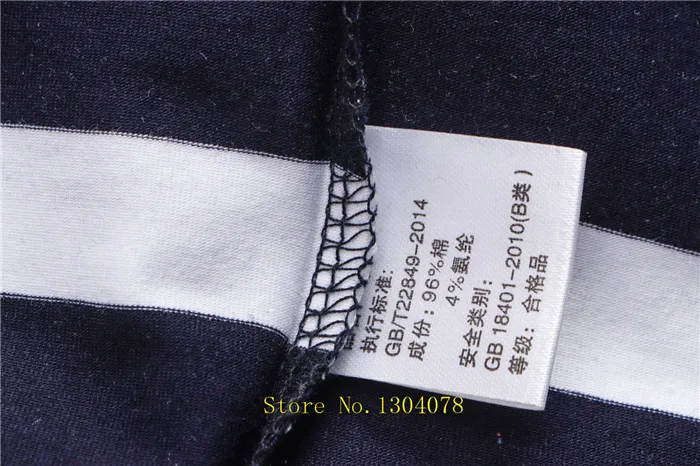 执行标准:
GB/T22849-2014
成份: 96%棉
4%氨纶
安全类别:
GB 18401-2010(B类)
等级: 合格品
Store No.1304078